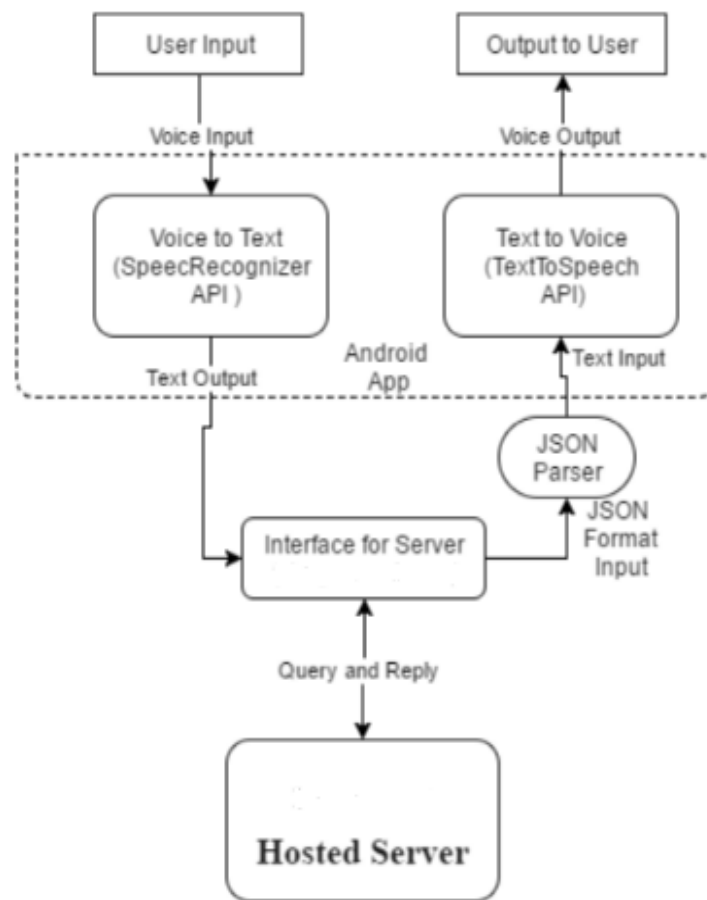 User Input
Output to User
Voice Input
Voice Output
Voice to Text
(SpeecRecognizer
API )
Text to Voice
(TextToSpeech
API)
Android
App
Text Output
Text Input
JSON
Parser
JSON
Format
Input
Interface for Server
Query and Reply
Hosted Server